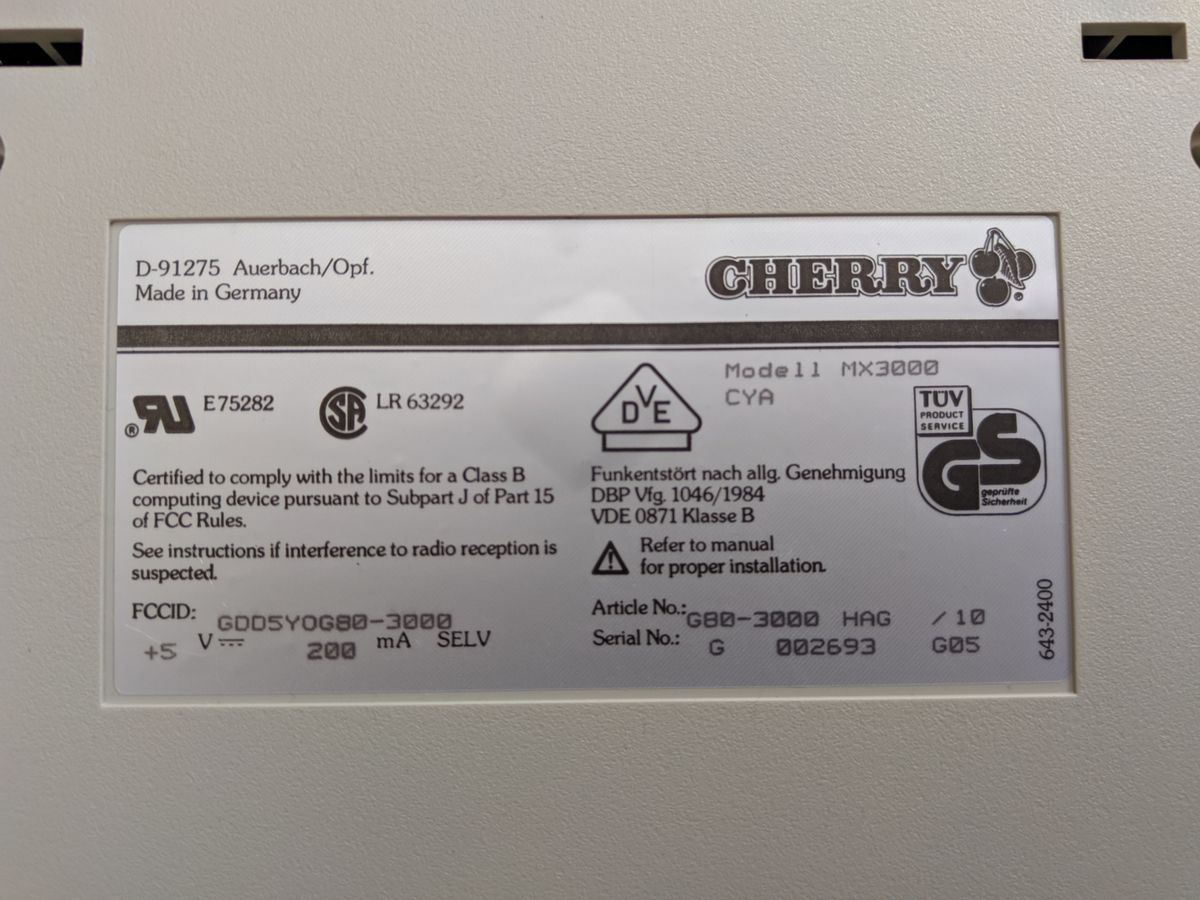 D-91275 Auerbach/Opf.
Made in Germany
CHERRY
®
® RU E75282
SA LR 63292
VDE
Modell MX3000
CYA
TÜV
PRODUCT
SERVICE
GS
geprüfte
Sicherheit
Certified to comply with the limits for a Class B
computing device pursuant to Subpart J of Part 15
of FCC Rules.
See instructions if interference to radio reception is
suspected.
Funkentstört nach allg. Genehmigung
DBP Vfg. 1046/1984
VDE 0871 Klasse B
Refer to manual
for proper installation.
FCCID: GDD5Y0G80-3000
+5 V 200 mA SELV
Article No.: G80-3000 HAG / 10
Serial No.: G 002693 G05
643-2400